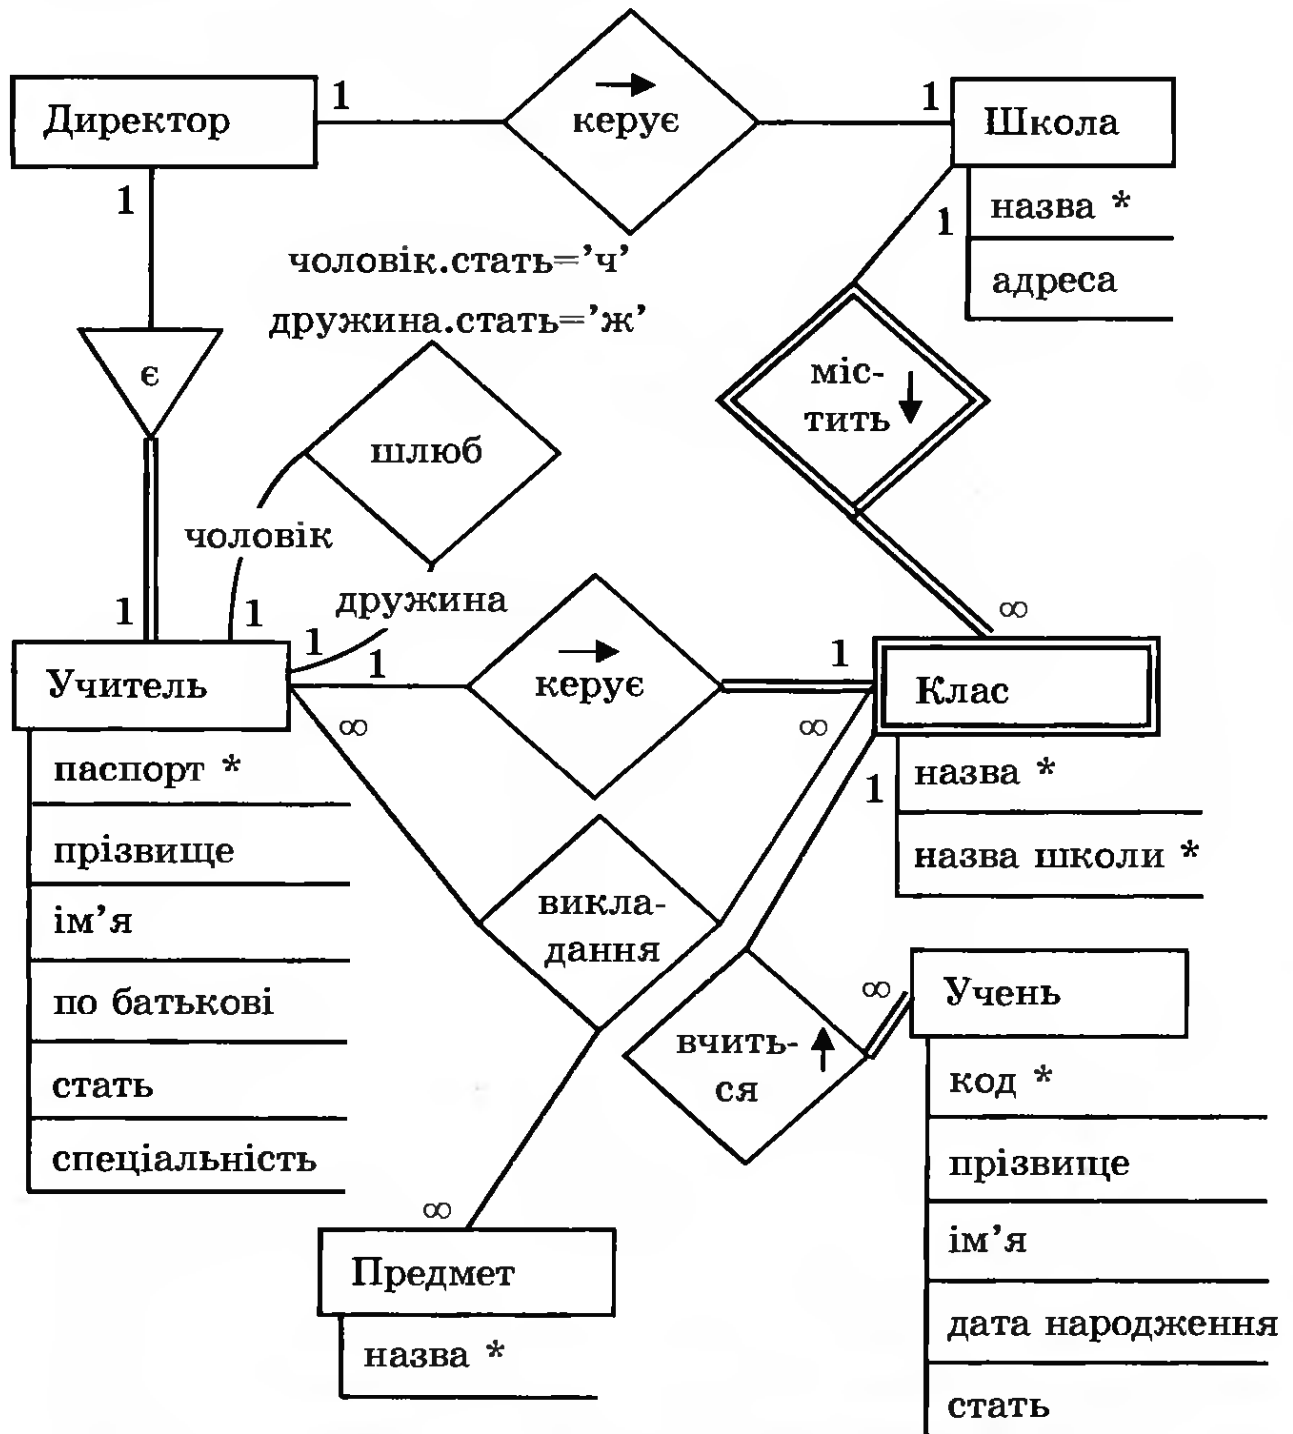 Директор
1
керує
1
Школа
назва *
адреса
1
1
чоловік.стать=’ч’
дружина.стать=’ж’
є
міс-
тить
шлюб
чоловік
дружина
∞
1
1
1
1
керує
1
Учитель
Клас
∞
∞
паспорт *
прізвище
ім’я
по батькові
стать
спеціальність
назва *
назва школи *
1
викла-
дання
∞
Учень
вчить-
ся
код *
прізвище
ім’я
дата народження
стать
∞
Предмет
назва *